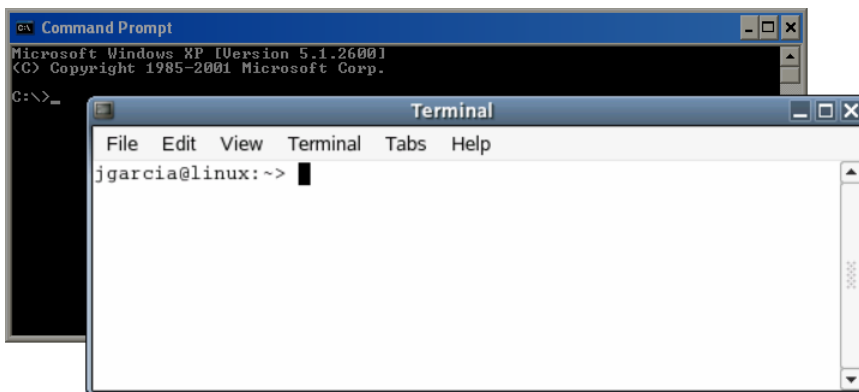 Command Prompt
Microsoft Windows XP [Version 5.1.2600]
(C) Copyright 1985-2001 Microsoft Corp.
C:\>_
Terminal
File Edit View Terminal Tabs Help
jgarcia@linux:~>